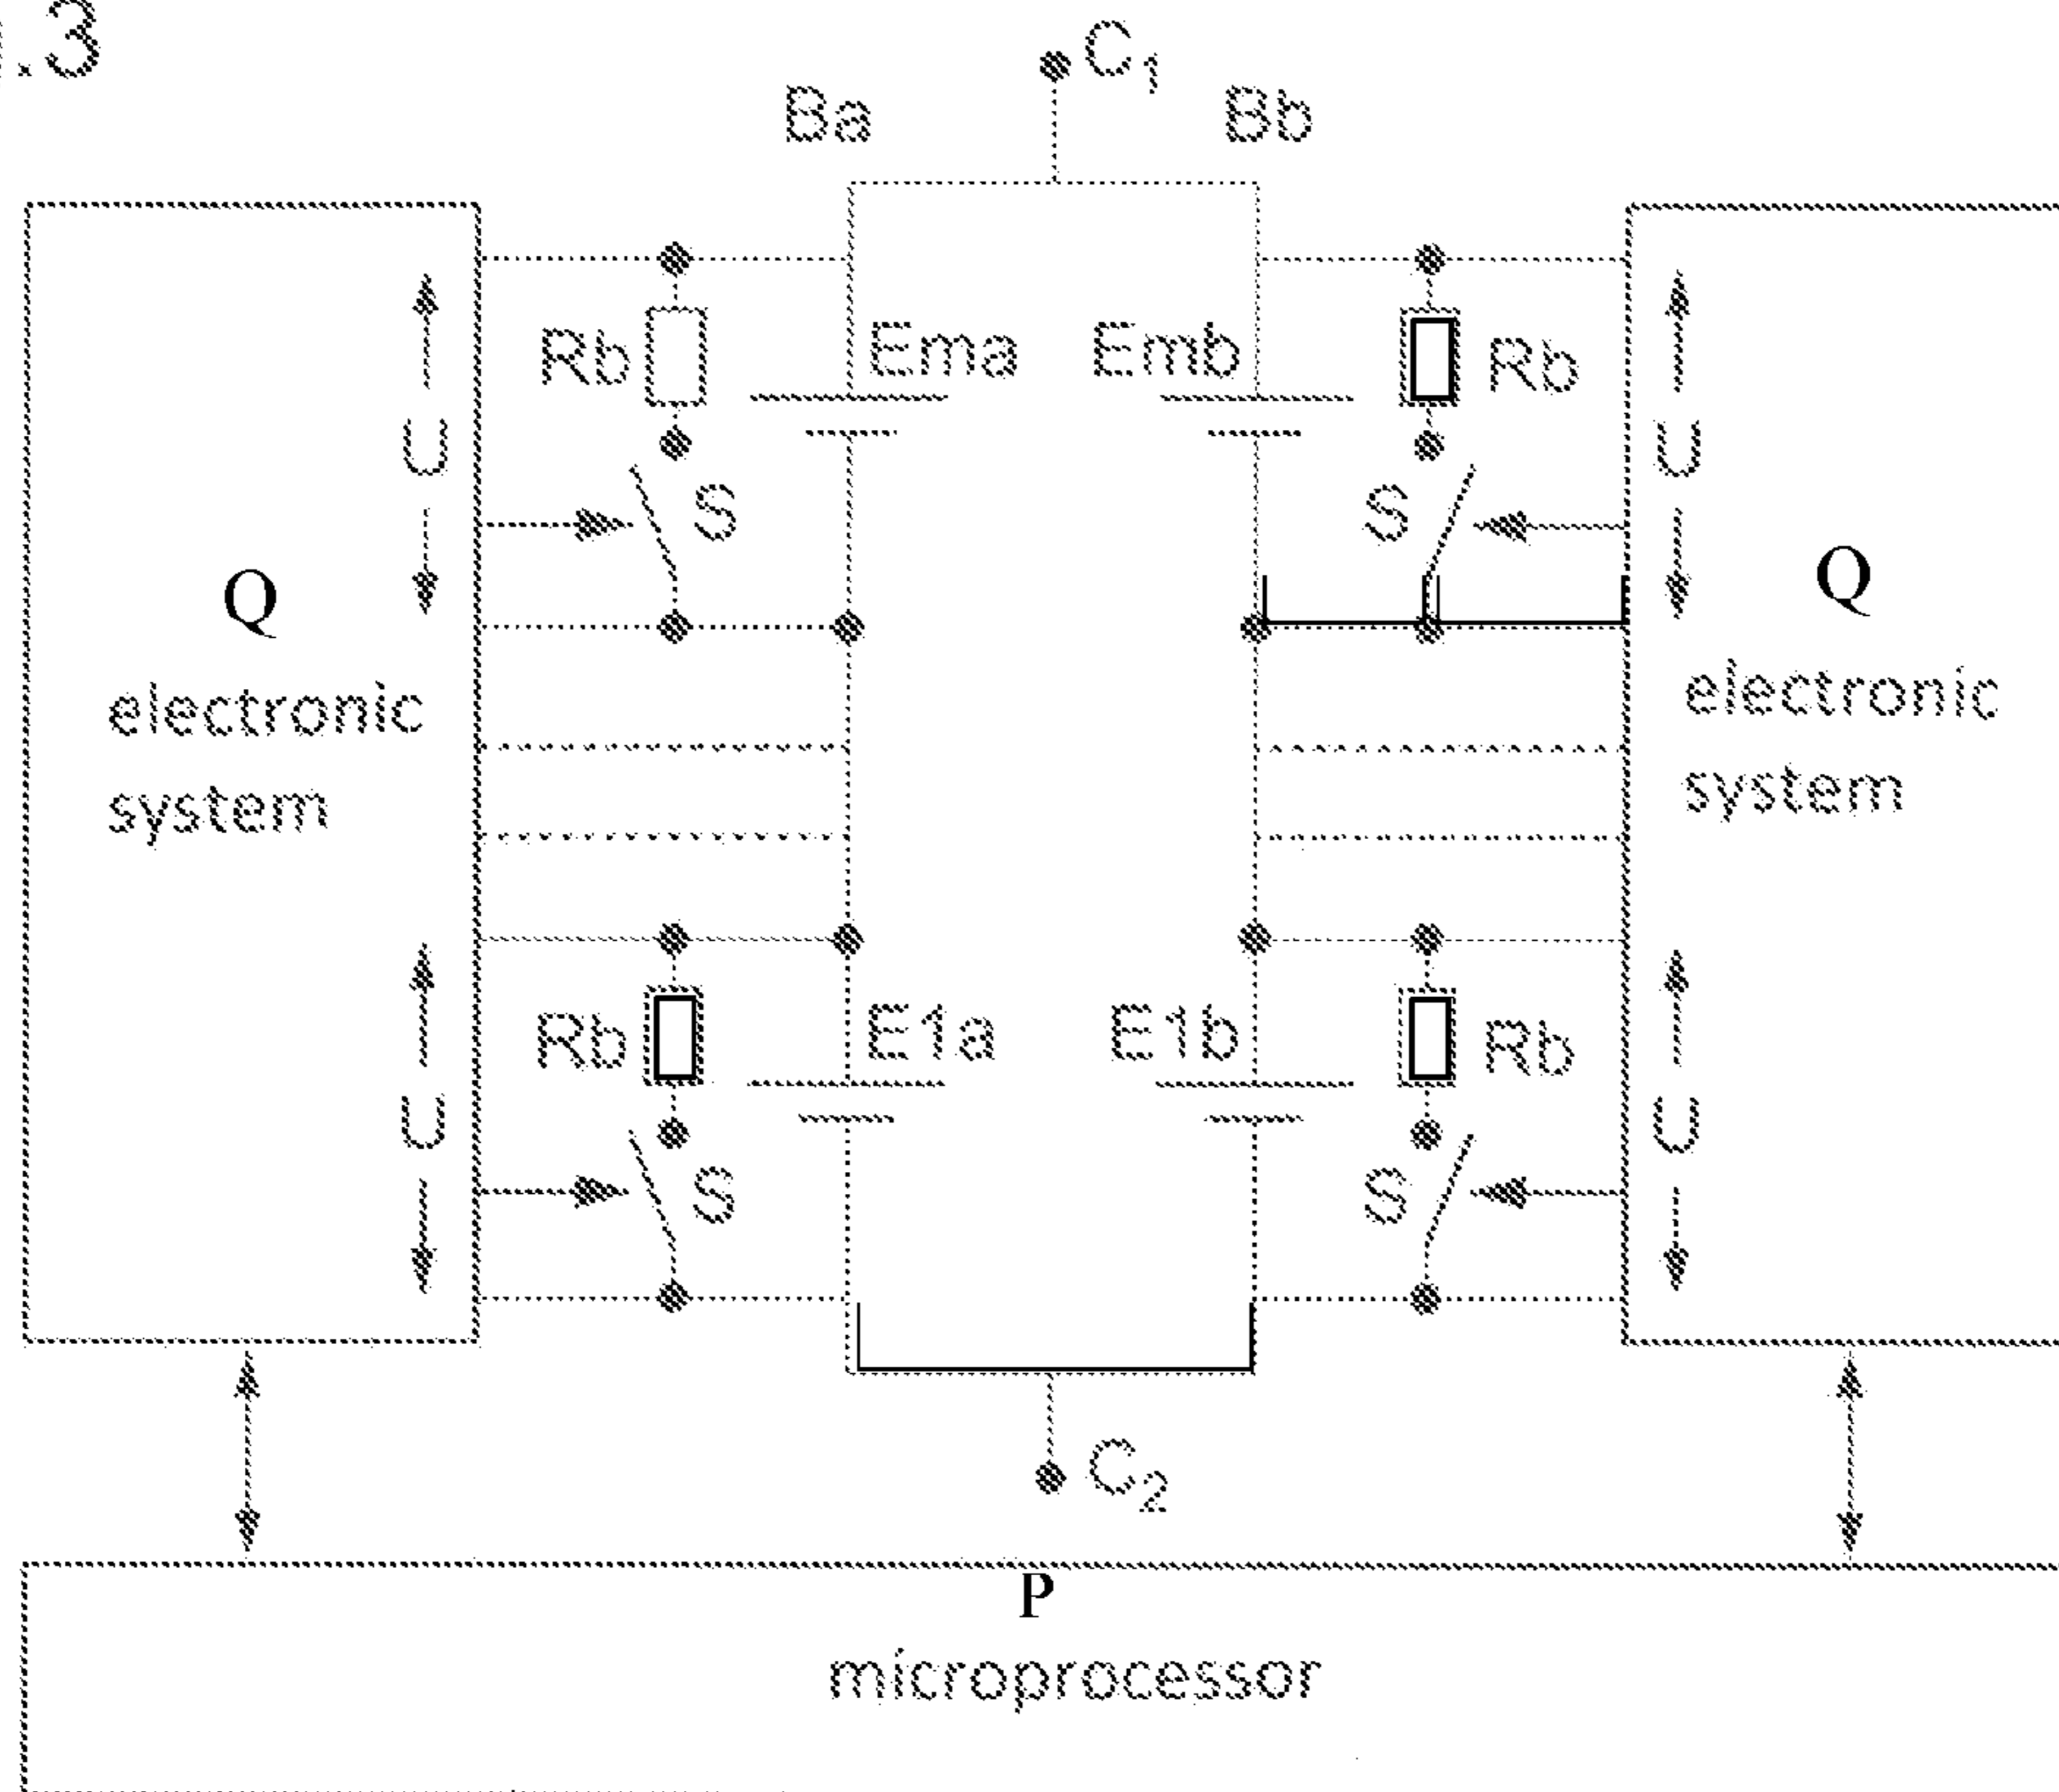 .3
C1
Ba Bb
Rb Ema Emb Rb
U S S U
Q Q
electronic
system
electronic
system
Rb E1a E1b Rb
U S S U
C2
P
microprocessor